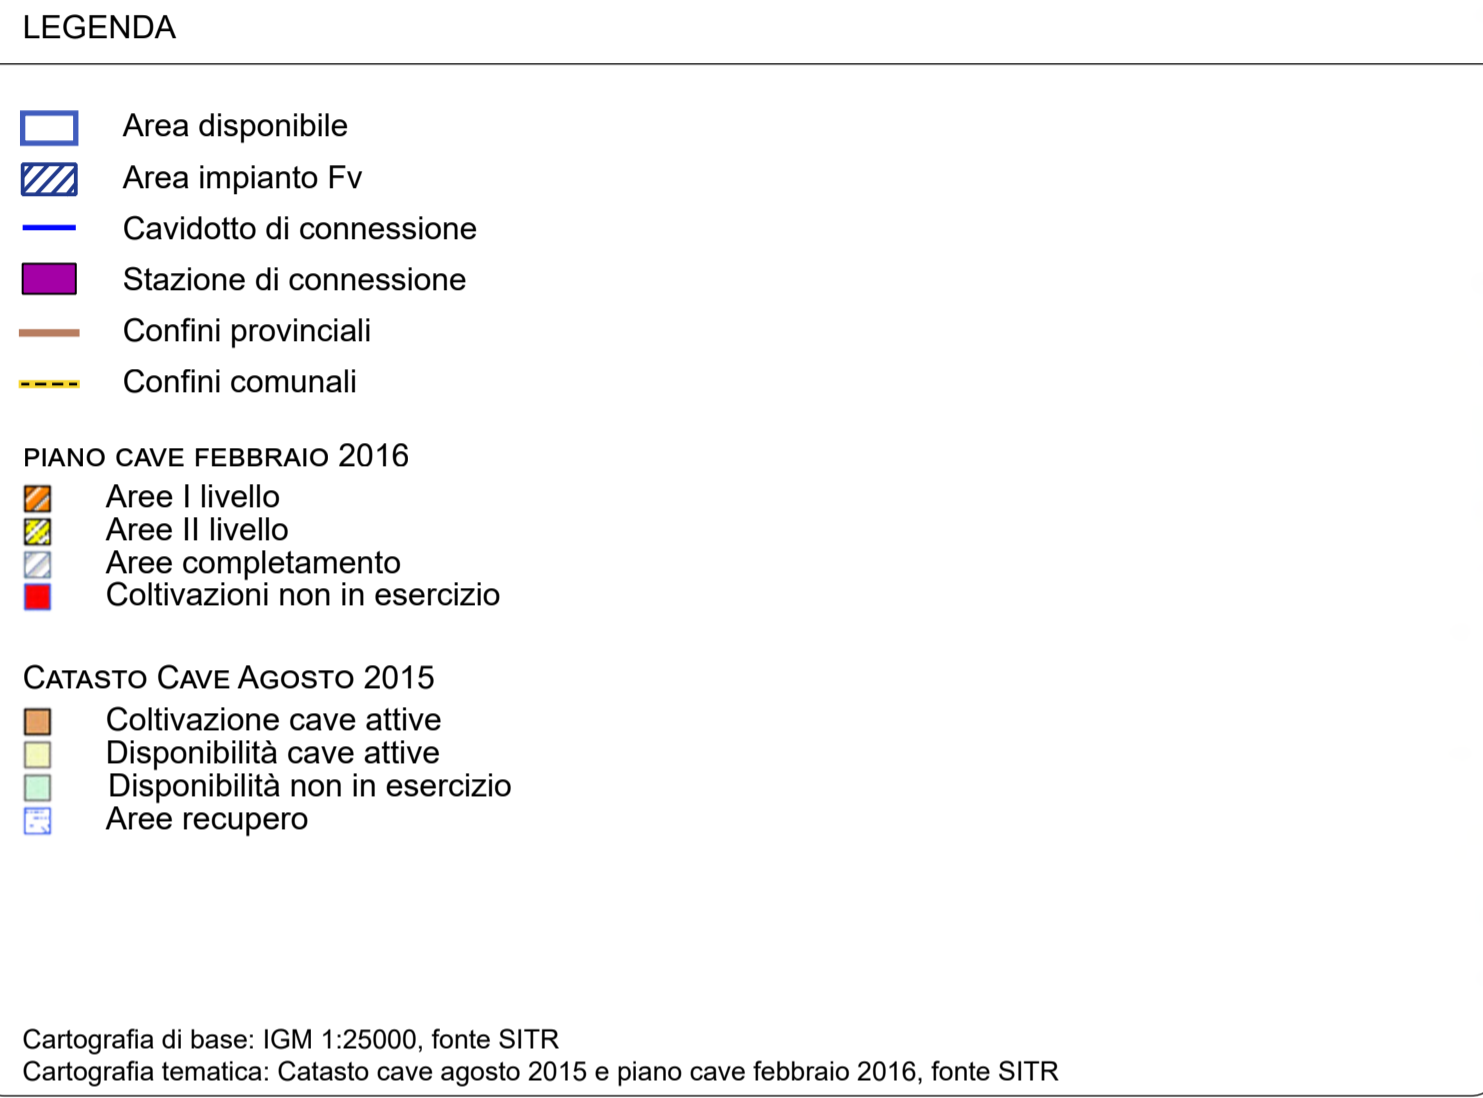 LEGENDA
Area disponibile
Area impianto Fv
Cavidotto di connessione
Stazione di connessione
Confini provinciali
Confini comunali
PIANO CAVE FEBBRAIO 2016
Aree I livello
Aree II livello
Aree completamento
Coltivazioni non in esercizio
CATASTO CAVE AGOSTO 2015
Coltivazione cave attive
Disponibilità cave attive
Disponibilità non in esercizio
Aree recupero
Cartografia di base: IGM 1:25000, fonte SITR
Cartografia tematica: Catasto cave agosto 2015 e piano cave febbraio 2016, fonte SITR